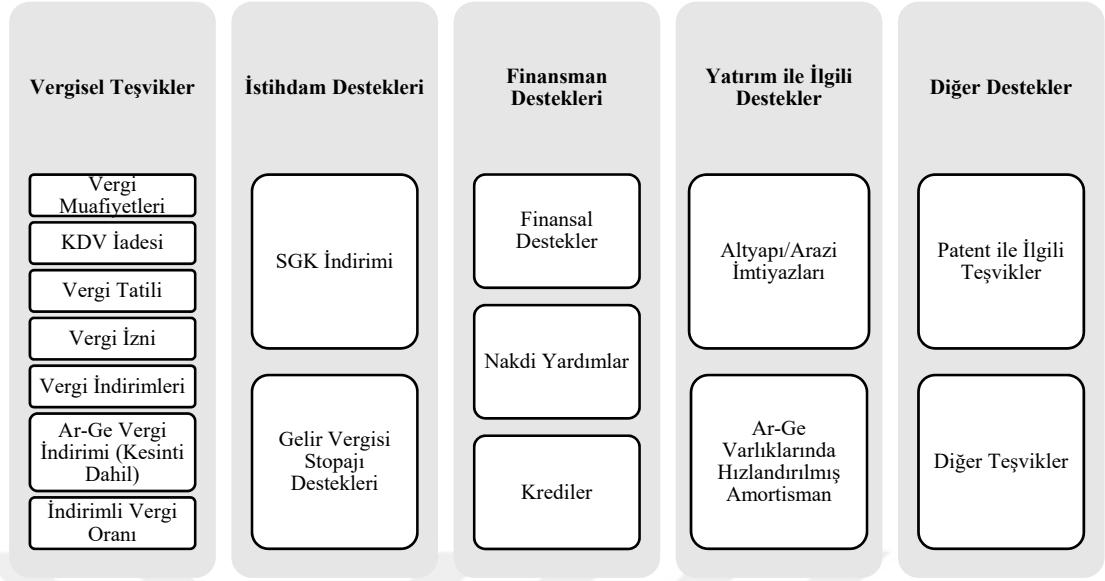 Vergisel Teşvikler
Vergi
Muafiyetleri
KDV İadesi
Vergi Tatili
Vergi İzni
Vergi İndirimleri
Ar-Ge Vergi
İndirimi (Kesinti
Dahil)
İndirimli Vergi
Oranı
İstihdam Destekleri
SGK İndirimi
Gelir Vergisi
Stopajı
Destekleri
Finansman
Destekleri
Finansal
Destekler
Nakdi Yardımlar
Krediler
Yatırım ile İlgili
Destekler
Altyapı/Arazi
İmtiyazları
Ar-Ge
Varlıklarında
Hızlandırılmış
Amortisman
Diğer Destekler
Patent ile İlgili
Teşvikler
Diğer Teşvikler